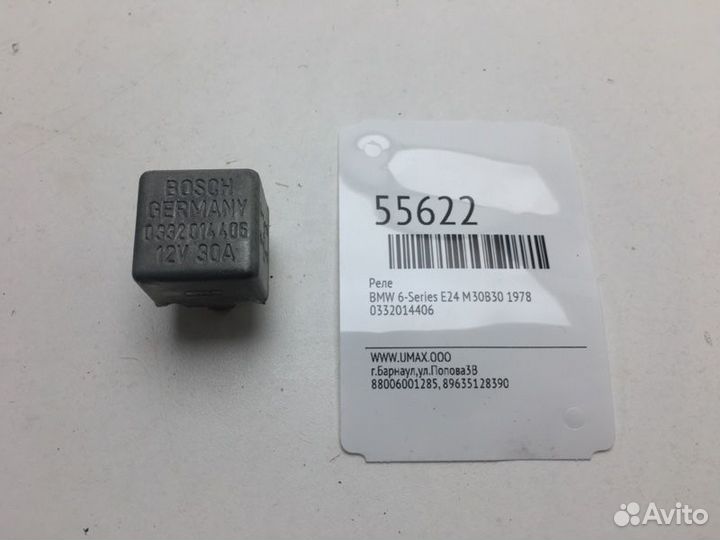 BOSCH
GERMANY
0332014406
12V 30A
55622
Реле
BMW 6-Series E24 M30B30 1978
0332014406
WWW.UMAX.OOO
г.Барнаул,ул.Попова3В
88006001285, 89635128390
Avito